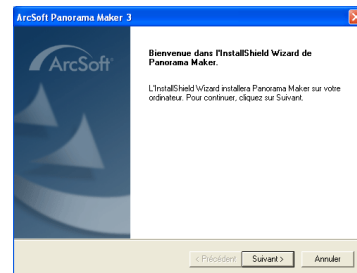 ArcSoft Panorama Maker 3
ArcSoft
Bienvenue dans l'InstallShield Wizard de
Panorama Maker.
L'InstallShield Wizard installera Panorama Maker sur votre
ordinateur. Pour continuer, cliquez sur Suivant.
< Précédent
Suivant >
Annuler